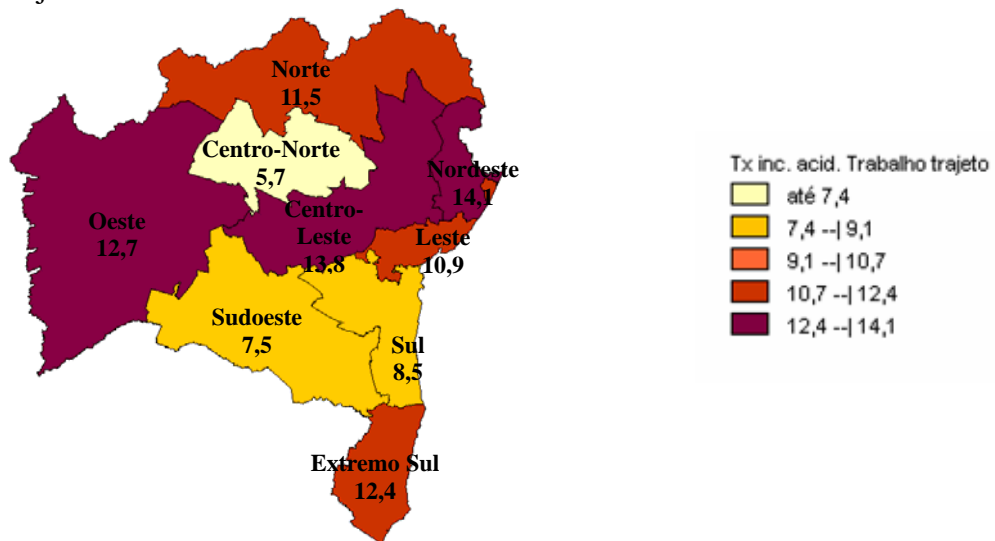 Norte
11,5
Centro-Norte
5,7
Nordeste
14,1
Oeste
12,7
Centro-
Leste
13,8
Leste
10,9
Sudoeste
7,5
Sul
8,5
Extremo Sul
12,4
Tx inc. acid. Trabalho trajeto
até 7,4
7,4 --| 9,1
9,1 --| 10,7
10,7 --| 12,4
12,4 --| 14,1